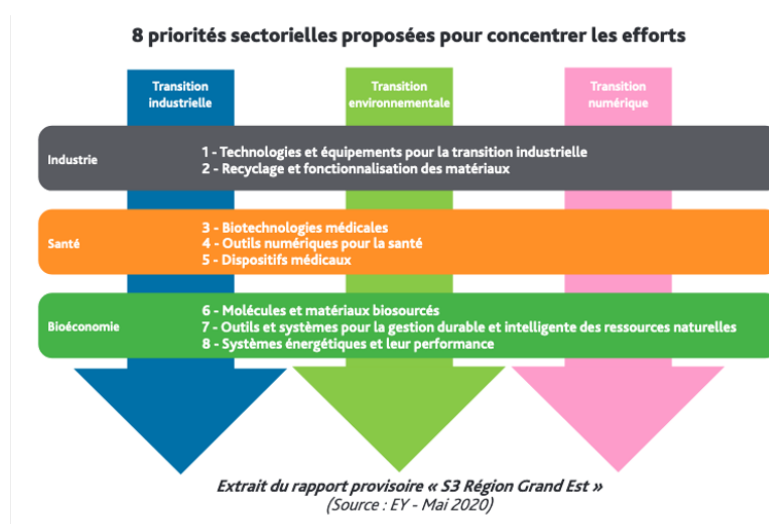 8 priorités sectorielles proposées pour concentrer les efforts
Transition
industrielle
Transition
environnementale
Transition
numérique
Industrie
1 - Technologies et équipements pour la transition industrielle
2 - Recyclage et fonctionnalisation des matériaux
Santé
3 - Biotechnologies médicales
4 - Outils numériques pour la santé
5 - Dispositifs médicaux
Bioéconomie
6 - Molécules et matériaux biosourcés
7 - Outils et systèmes pour la gestion durable et intelligente des ressources naturelles
8 - Systèmes énergétiques et leur performance
Extrait du rapport provisoire « S3 Région Grand Est »
(Source : EY - Mai 2020)